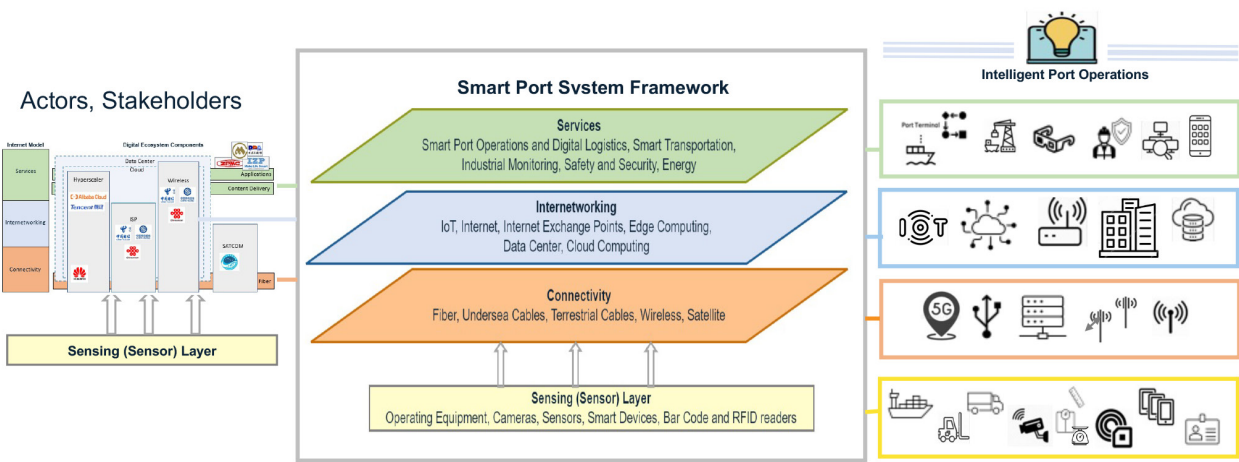 Actors, Stakeholders
Internet Model
Digital Ecosystem Components
Services
Internetworking
Connectivity
Data Center
Cloud
Hyperscaler
Alibaba Cloud
Tencent
ISP
Wireless
SATCOM
IZP
Applications
Content Delivery
Fiber
Sensing (Sensor) Layer
Smart Port System Framework
Services
Smart Port Operations and Digital Logistics, Smart Transportation,
Industrial Monitoring, Safety and Security, Energy
Internetworking
IoT, Internet, Internet Exchange Points, Edge Computing,
Data Center, Cloud Computing
Connectivity
Fiber, Undersea Cables, Terrestrial Cables, Wireless, Satellite
Sensing (Sensor) Layer
Operating Equipment, Cameras, Sensors, Smart Devices, Bar Code and RFID readers
Intelligent Port Operations
Port Terminal
IOT
5G